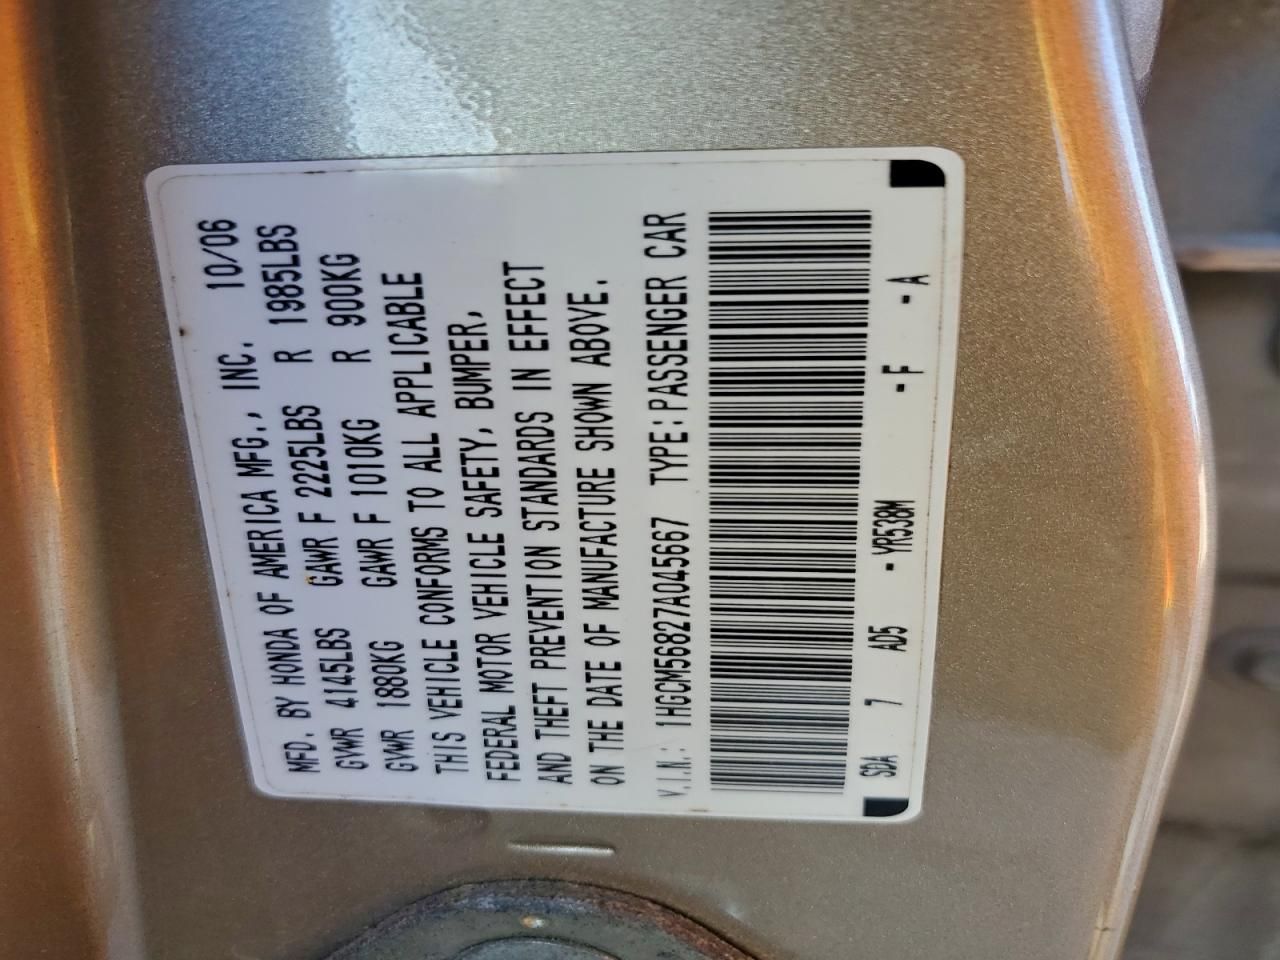 MFD. BY HONDA OF AMERICA MFG., INC. 10/06
GVWR 4145LBS GAWR F 2225LBS R 1985LBS
GVWR 1880KG GAWR F 1010KG R 900KG
THIS VEHICLE CONFORMS TO ALL APPLICABLE
FEDERAL MOTOR VEHICLE SAFETY, BUMPER,
AND THEFT PREVENTION STANDARDS IN EFFECT
ON THE DATE OF MANUFACTURE SHOWN ABOVE.
V.I.N.: 1HGCM56827A045667 TYPE:PASSENGER CAR
SDA 7 AD5 -YR538M -F -A